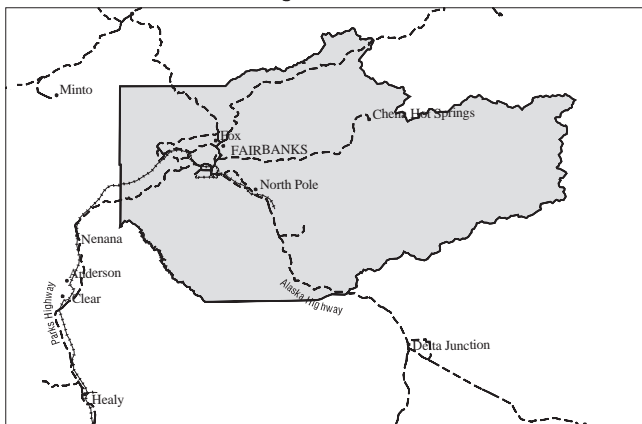 Minto
Fox
Chena Hot Springs
FAIRBANKS
North Pole
Nenana
Anderson
Clear
Parks Highway
Alaska Highway
Delta Junction
Healy